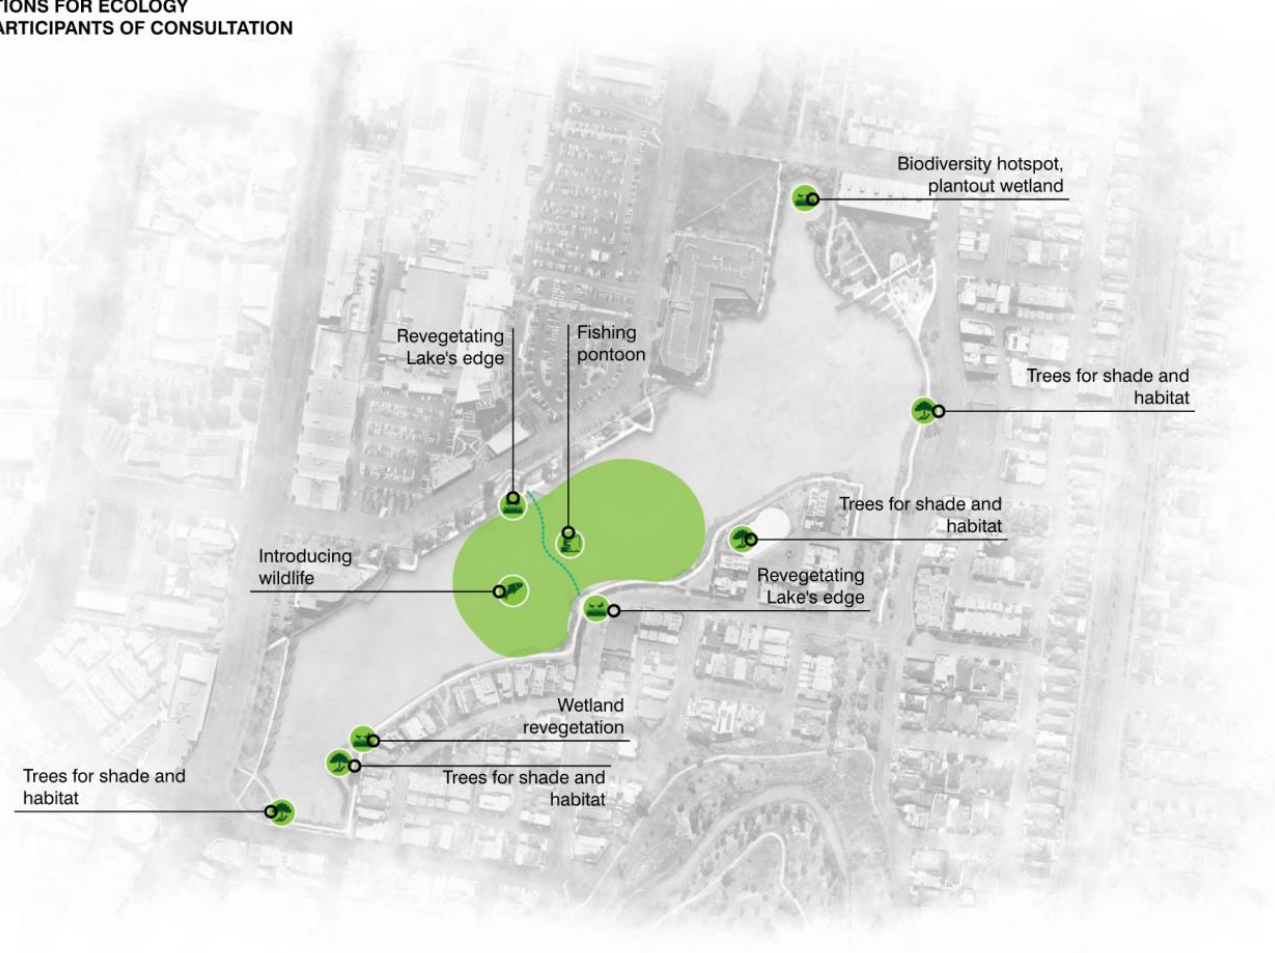 TIONS FOR ECOLOGY
ARTICIPANTS OF CONSULTATION
Biodiversity hotspot,
plantout wetland
Revegetating
Lake's edge
Fishing
pontoon
Trees for shade and
habitat
Trees for shade and
habitat
Introducing
wildlife
Revegetating
Lake's edge
Wetland
revegetation
Trees for shade and
habitat
Trees for shade and
habitat